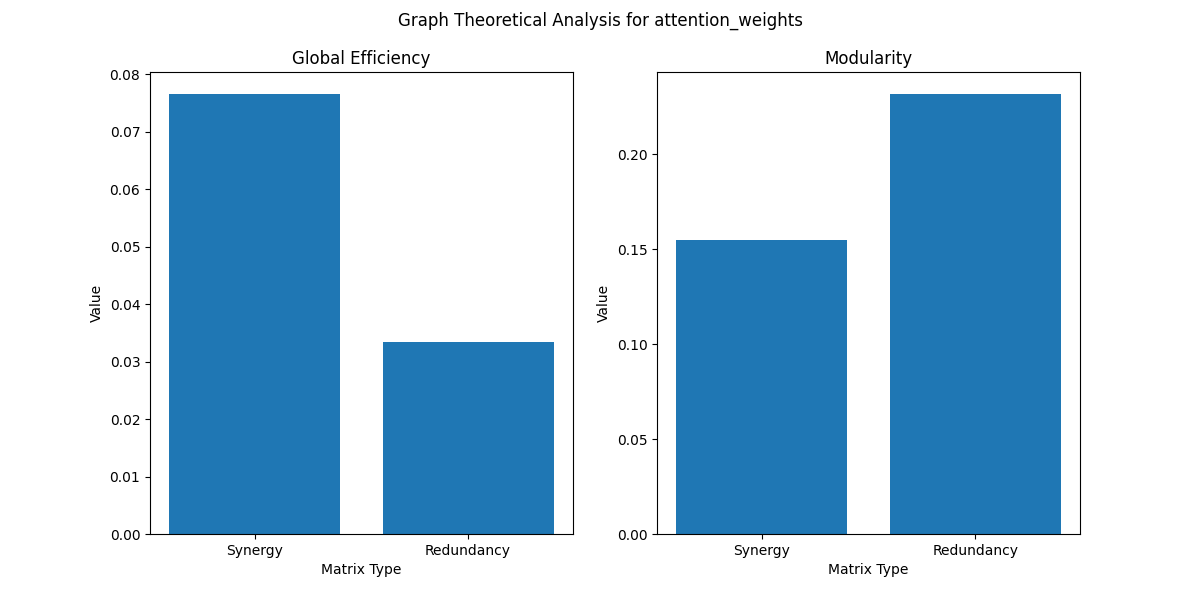 Graph Theoretical Analysis for attention_weights
Global Efficiency
0.08
0.07
0.06
0.05
0.04
0.03
0.02
0.01
0.00
Value
Synergy
Redundancy
Matrix Type
Modularity
0.20
0.15
0.10
0.05
0.00
Value
Synergy
Redundancy
Matrix Type